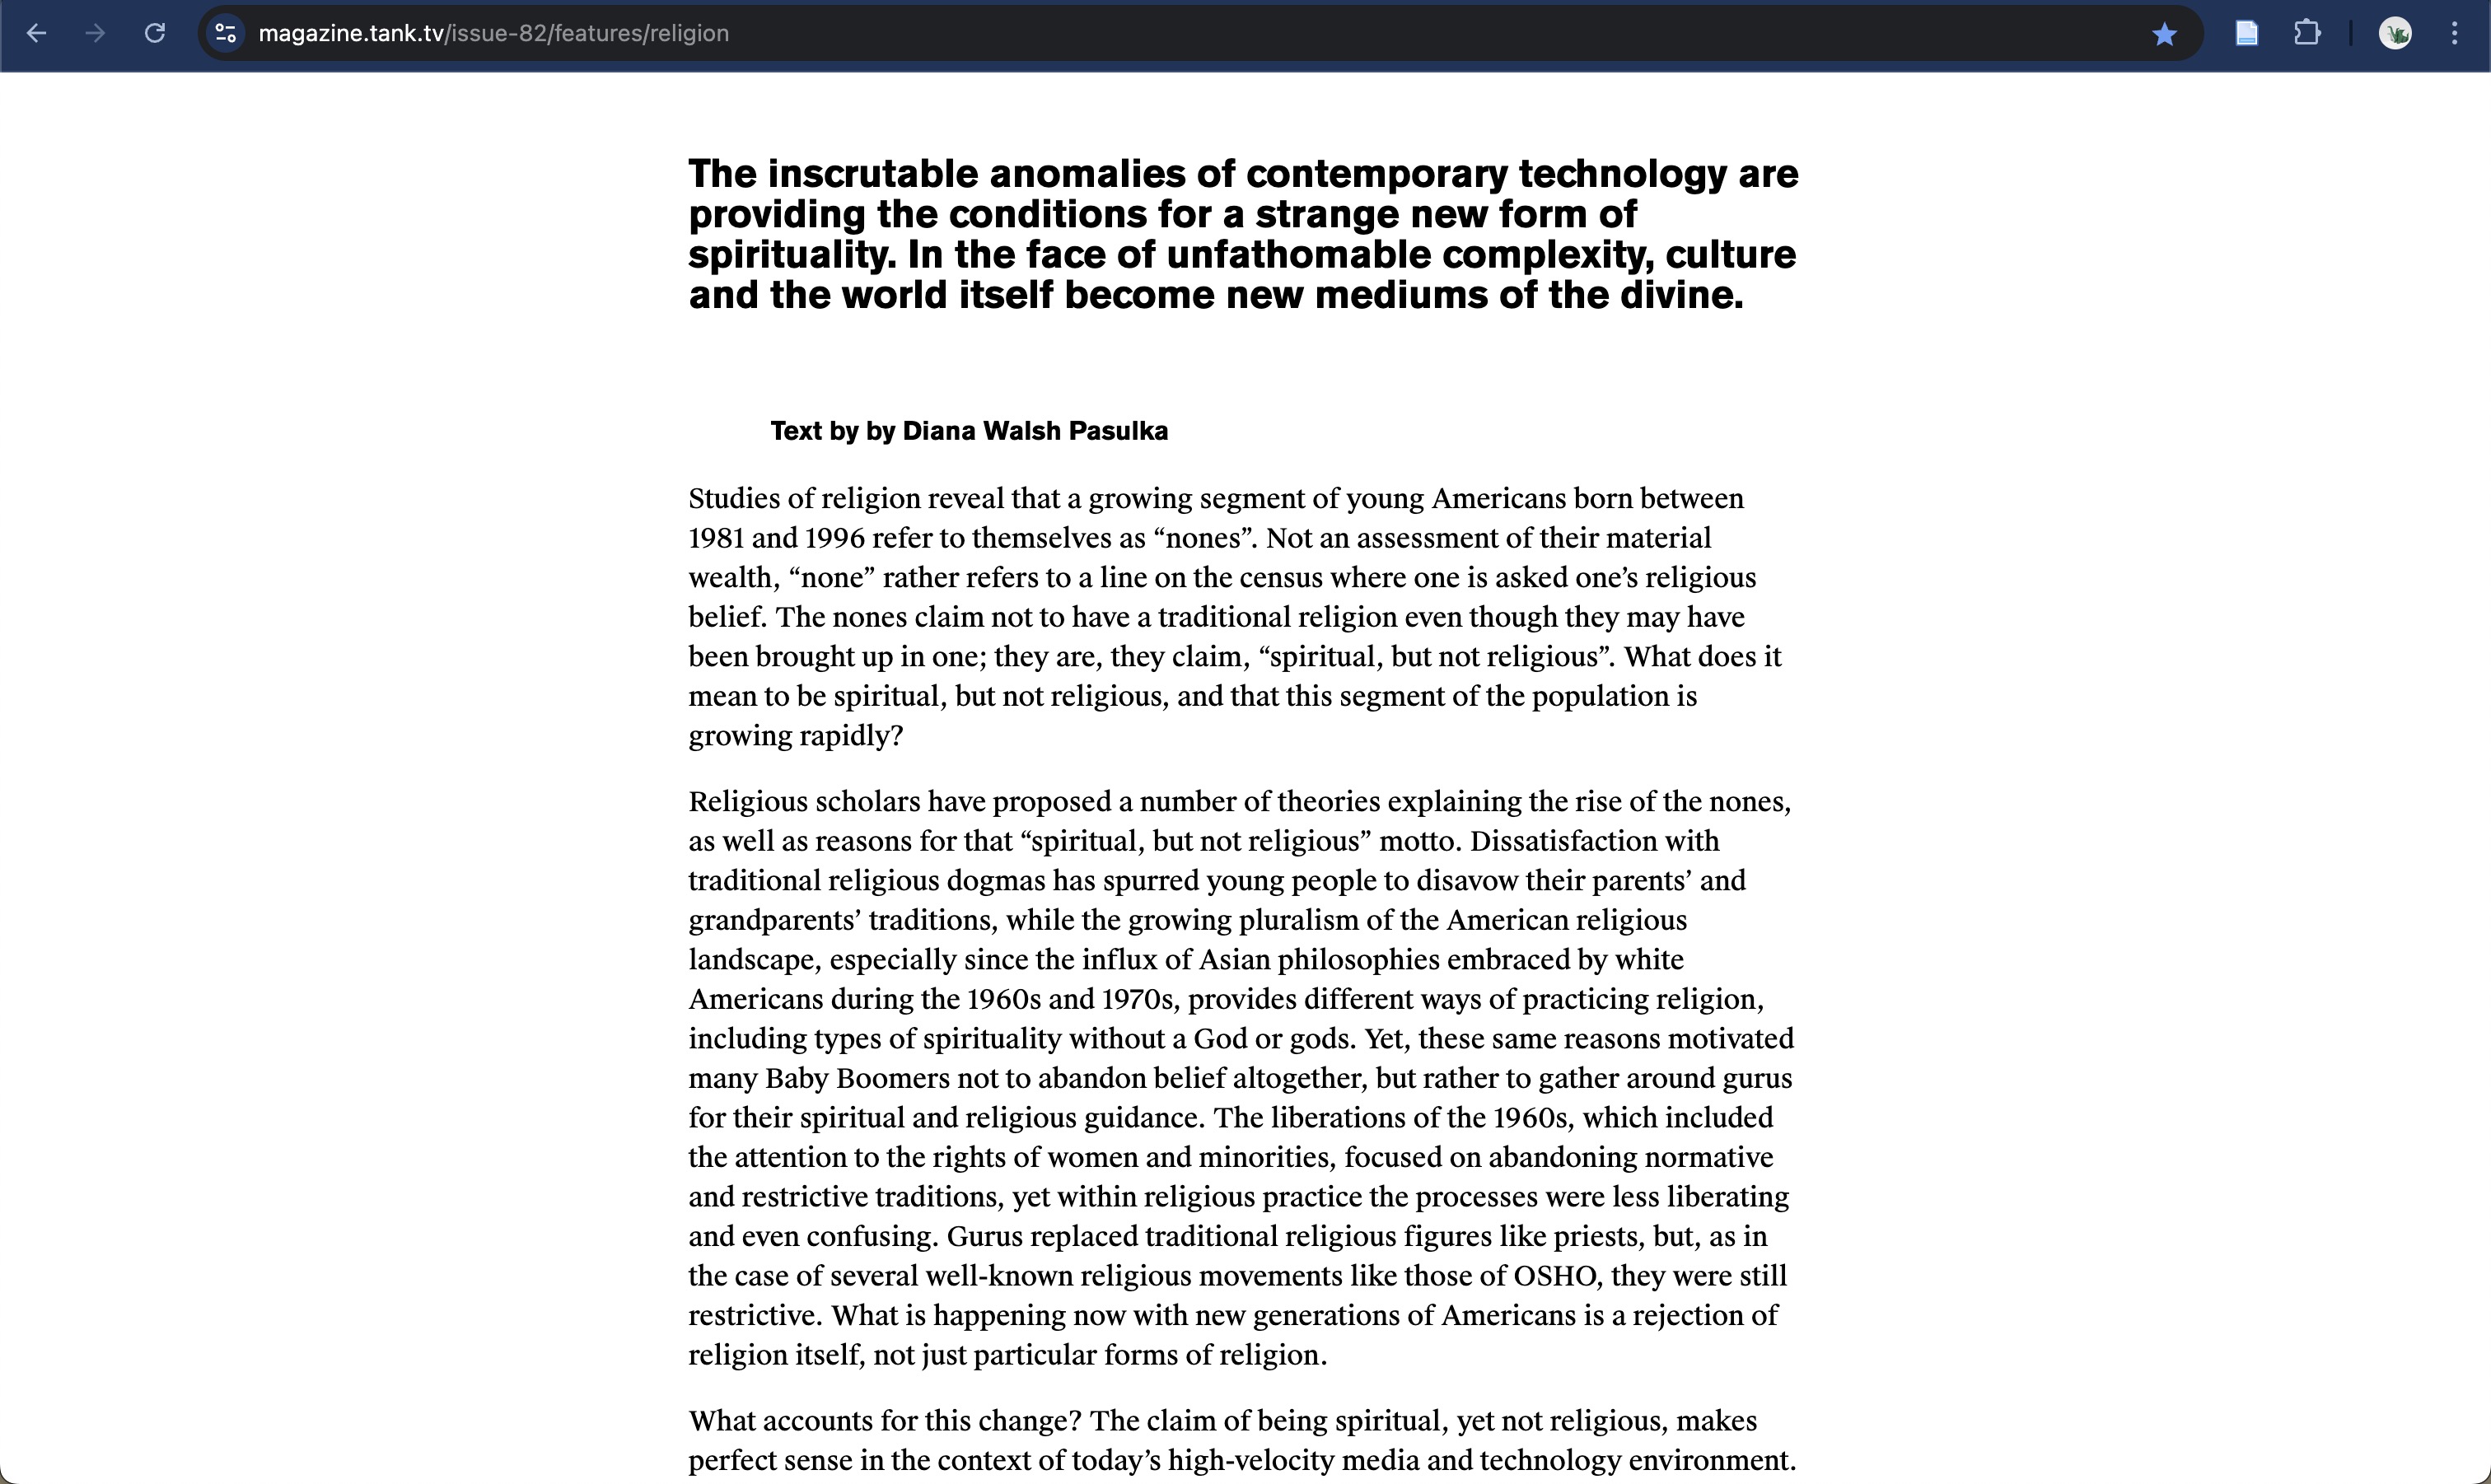 magazine.tank.tv/issue-82/features/religion
The inscrutable anomalies of contemporary technology are
providing the conditions for a strange new form of
spirituality. In the face of unfathomable complexity, culture
and the world itself become new mediums of the divine.
Text by by Diana Walsh Pasulka
Studies of religion reveal that a growing segment of young Americans born between
1981 and 1996 refer to themselves as “nones”. Not an assessment of their material
wealth, “none” rather refers to a line on the census where one is asked one’s religious
belief. The nones claim not to have a traditional religion even though they may have
been brought up in one; they are, they claim, “spiritual, but not religious”. What does it
mean to be spiritual, but not religious, and that this segment of the population is
growing rapidly?
Religious scholars have proposed a number of theories explaining the rise of the nones,
as well as reasons for that “spiritual, but not religious” motto. Dissatisfaction with
traditional religious dogmas has spurred young people to disavow their parents’ and
grandparents’ traditions, while the growing pluralism of the American religious
landscape, especially since the influx of Asian philosophies embraced by white
Americans during the 1960s and 1970s, provides different ways of practicing religion,
including types of spirituality without a God or gods. Yet, these same reasons motivated
many Baby Boomers not to abandon belief altogether, but rather to gather around gurus
for their spiritual and religious guidance. The liberations of the 1960s, which included
the attention to the rights of women and minorities, focused on abandoning normative
and restrictive traditions, yet within religious practice the processes were less liberating
and even confusing. Gurus replaced traditional religious figures like priests, but, as in
the case of several well-known religious movements like those of OSHO, they were still
restrictive. What is happening now with new generations of Americans is a rejection of
religion itself, not just particular forms of religion.
What accounts for this change? The claim of being spiritual, yet not religious, makes
perfect sense in the context of today’s high-velocity media and technology environment.